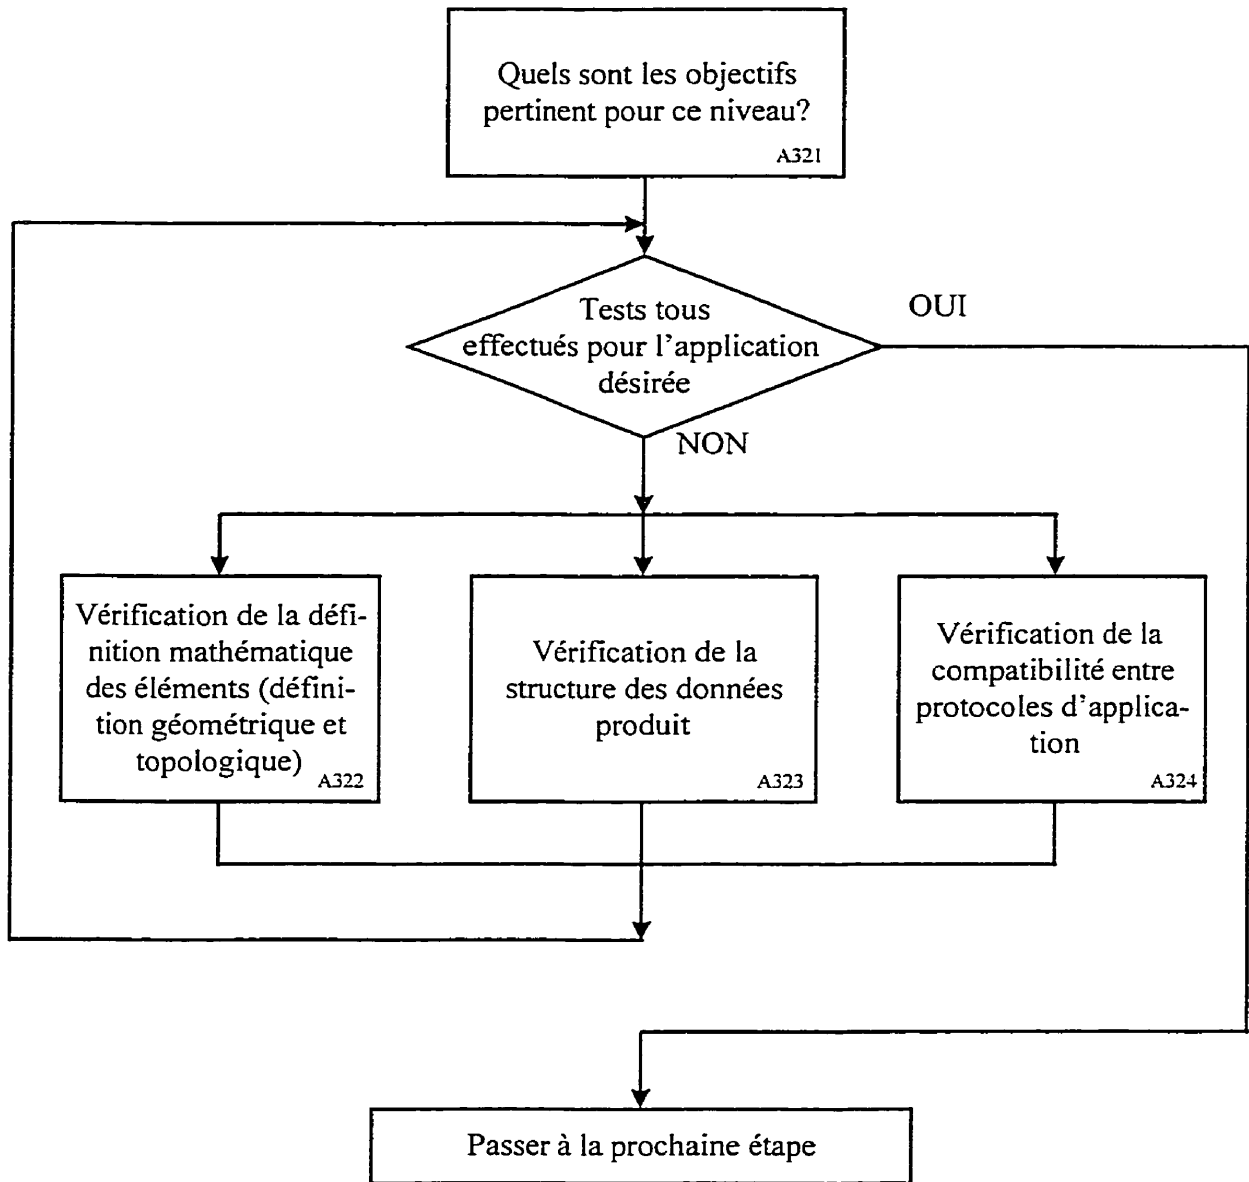 Quels sont les objectifs
pertinent pour ce niveau?
A321
Tests tous
effectués pour l'application
désirée
OUI
NON
Vérification de la défi-
nition mathématique
des éléments (défini-
tion géométrique et
topologique)
A322
Vérification de la
structure des données
produit
A323
Vérification de la
compatibilité entre
protocoles d'applica-
tion
A324
Passer à la prochaine étape